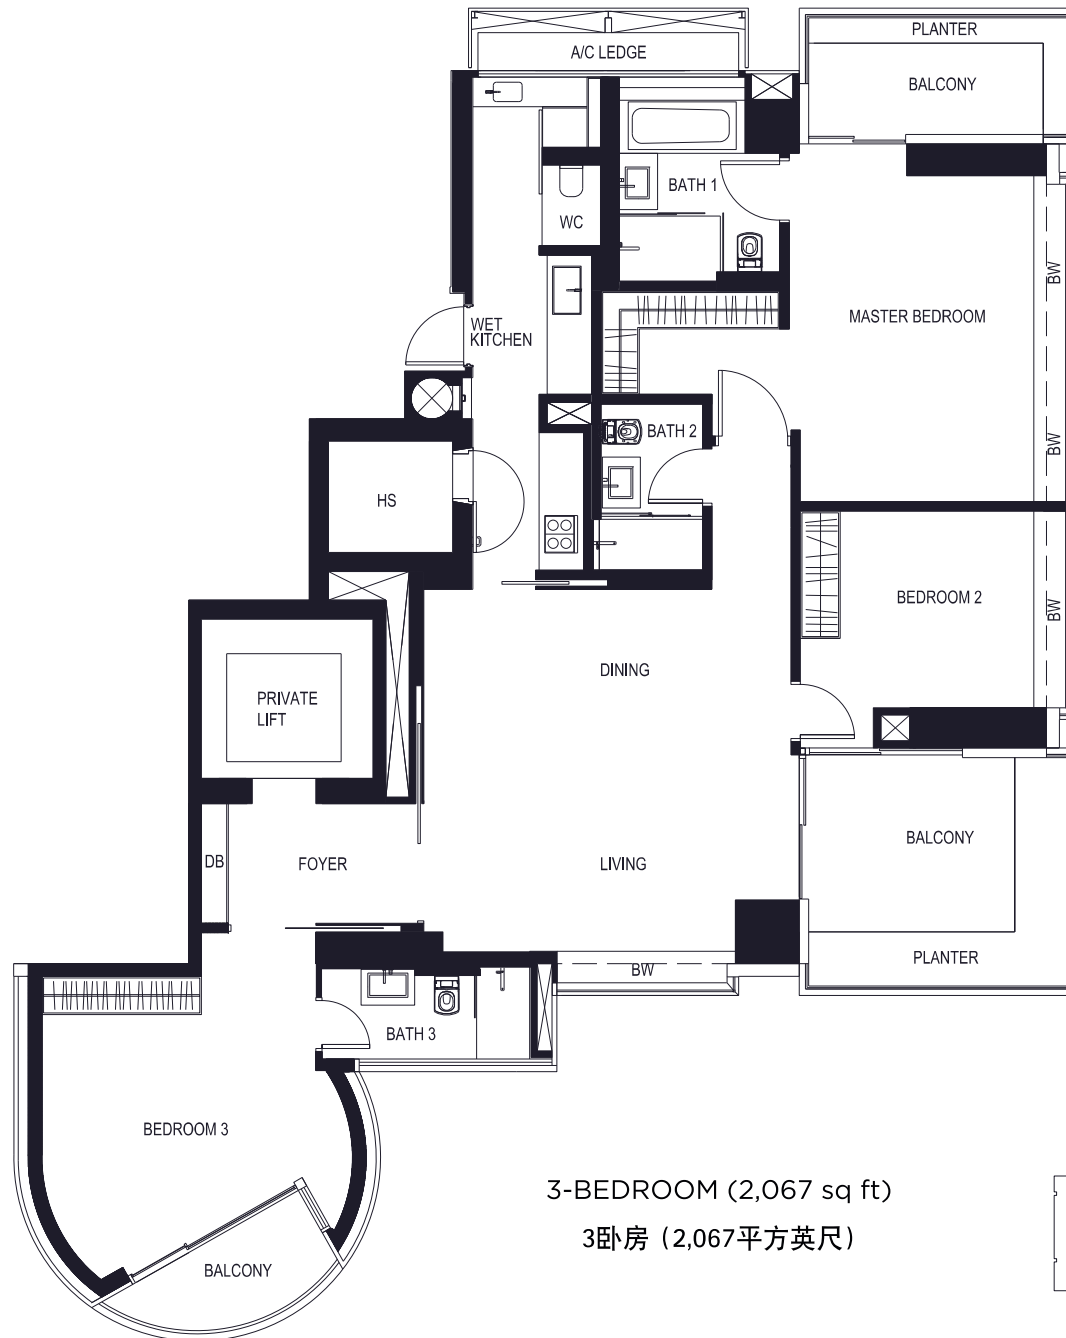 PLANTER
A/C LEDGE
BALCONY
BATH 1
WC
BW
WET
KITCHEN
MASTER BEDROOM
BATH 2
BW
HS
BEDROOM 2
BW
DINING
PRIVATE
LIFT
BALCONY
DB
FOYER
LIVING
PLANTER
BW
BATH 3
BEDROOM 3
BALCONY
3-BEDROOM (2,067 sq ft)
3卧房（2,067平方英尺）